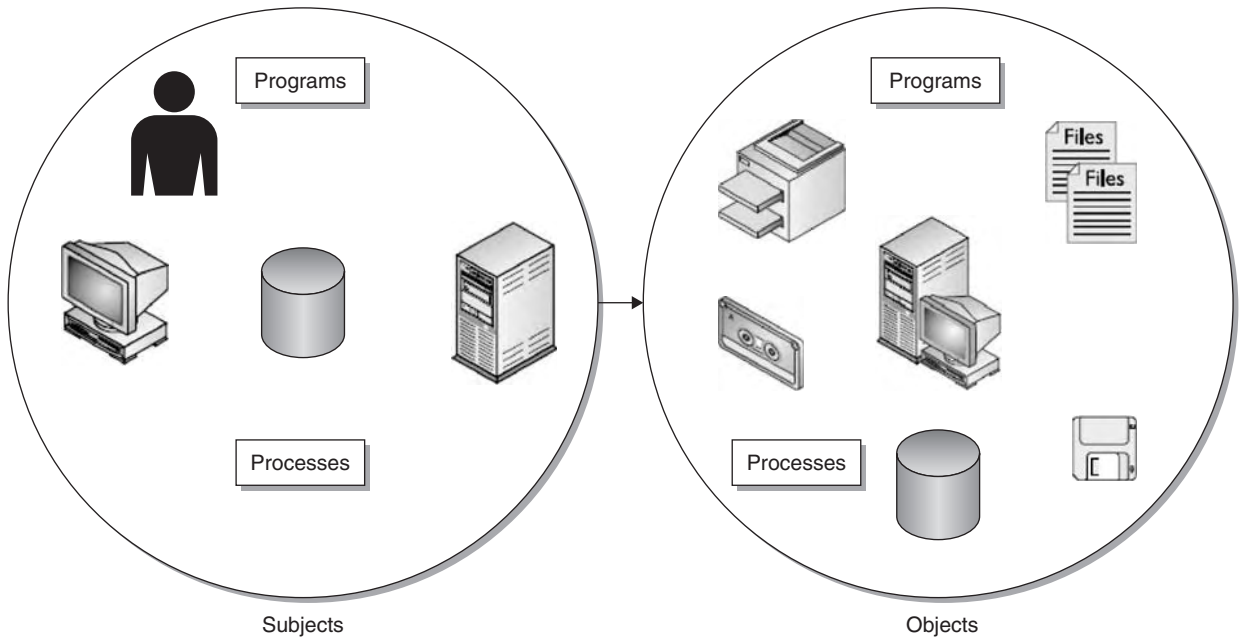 Programs
Processes
Subjects
Programs
Files
Files
Processes
Objects